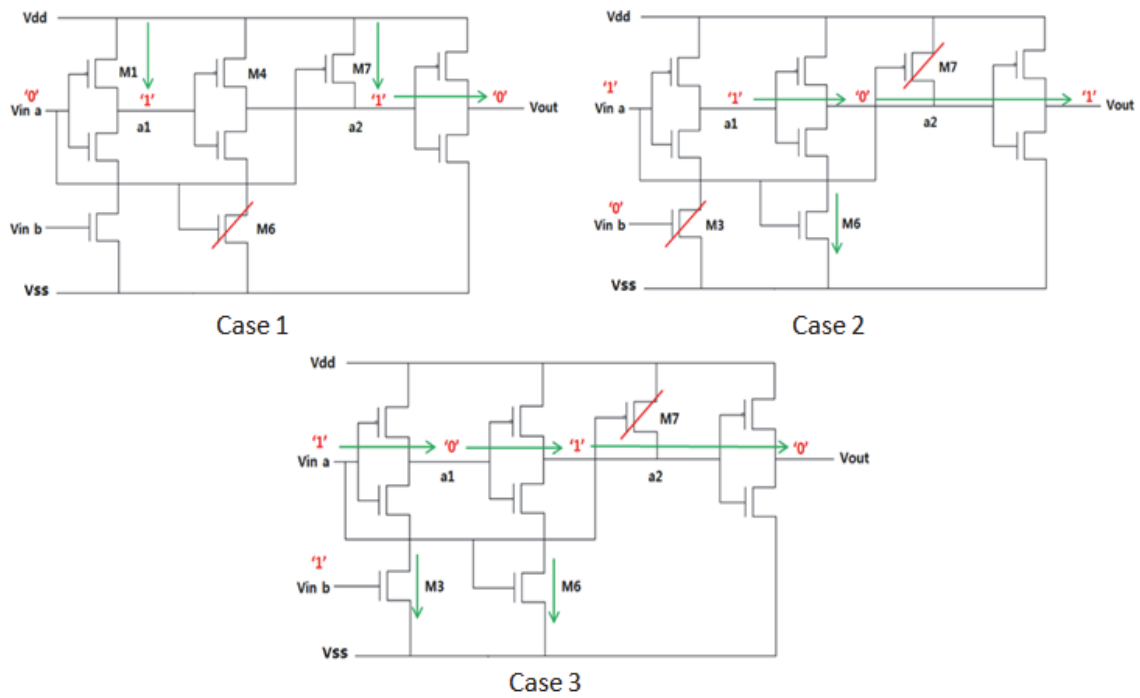 Vdd
M1
M4
M7
'0'
Vin a
'1'
a1
'1'
a2
'0'
Vout
Vin b
M6
Vss
Case 1
Vdd
M7
'1'
Vin a
'1'
a1
'0'
a2
'1'
Vout
'0'
Vin b
M3
M6
Vss
Case 2
Vdd
M7
'1'
Vin a
'0'
a1
'1'
a2
'0'
Vout
'1'
Vin b
M3
M6
Vss
Case 3